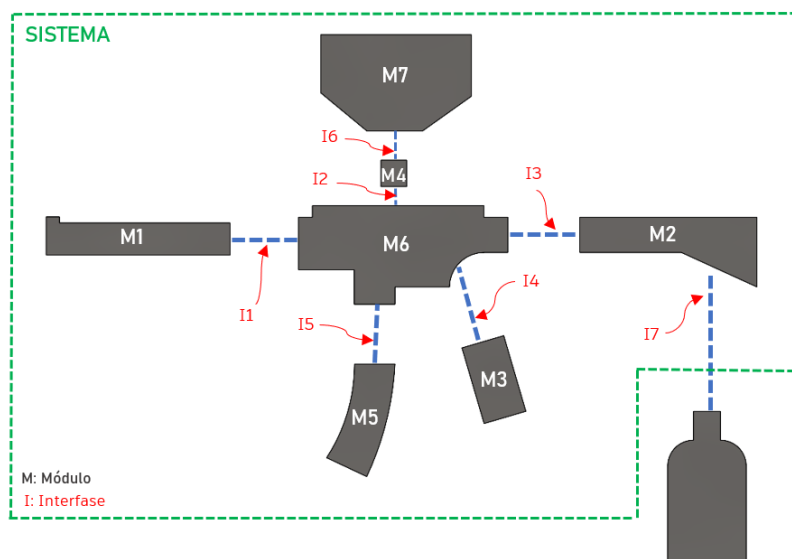 SISTEMA
M7
I6
M4
I2
I3
M1
M6
M2
I1
I4
I5
I7
M3
M5
M: Módulo
I: Interfase